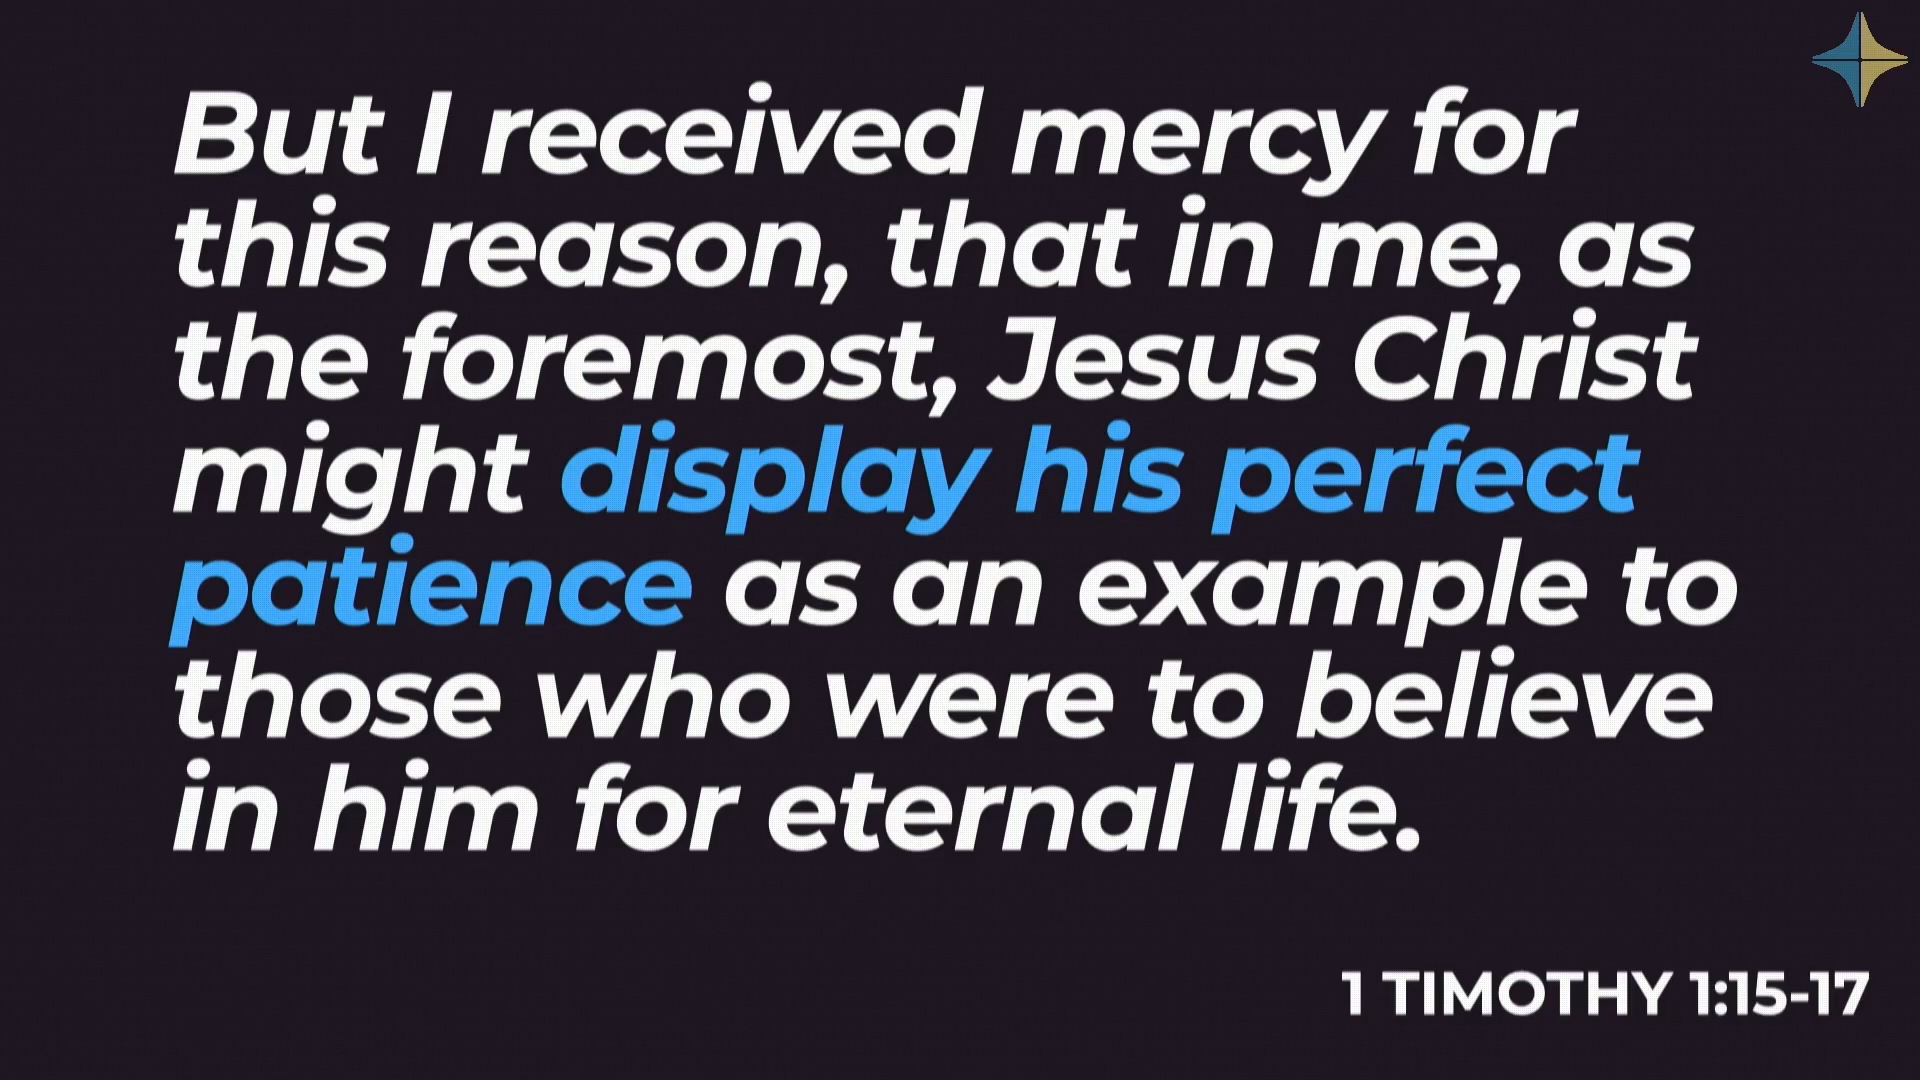 But I received mercy for
this reason, that in me, as
the foremost, Jesus Christ
might display his perfect
patience as an example to
those who were to believe
in him for eternal life.
1 TIMOTHY 1:15-17